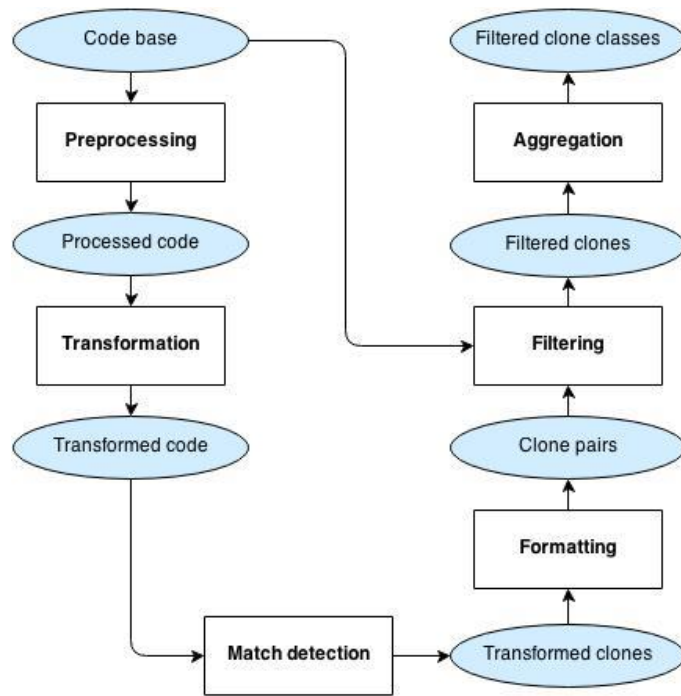 Code base
Preprocessing
Processed code
Transformation
Transformed code
Match detection
Transformed clones
Formatting
Clone pairs
Filtering
Filtered clones
Aggregation
Filtered clone classes